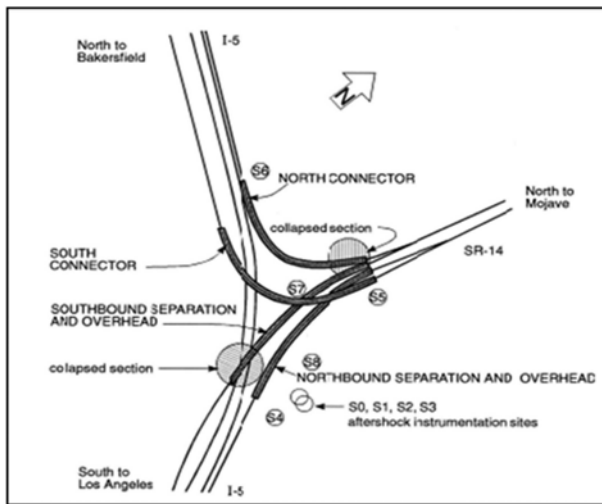 North to
Bakersfield
I-5
N
S6
NORTH CONNECTOR
North to
Mojave
collapsed section
SR-14
SOUTH
CONNECTOR
S7
S5
SOUTHBOUND SEPARATION
AND OVERHEAD
collapsed section
S8
NORTHBOUND SEPARATION AND OVERHEAD
S4
S0, S1, S2, S3
aftershock instrumentation sites
South to
Los Angeles
I-5